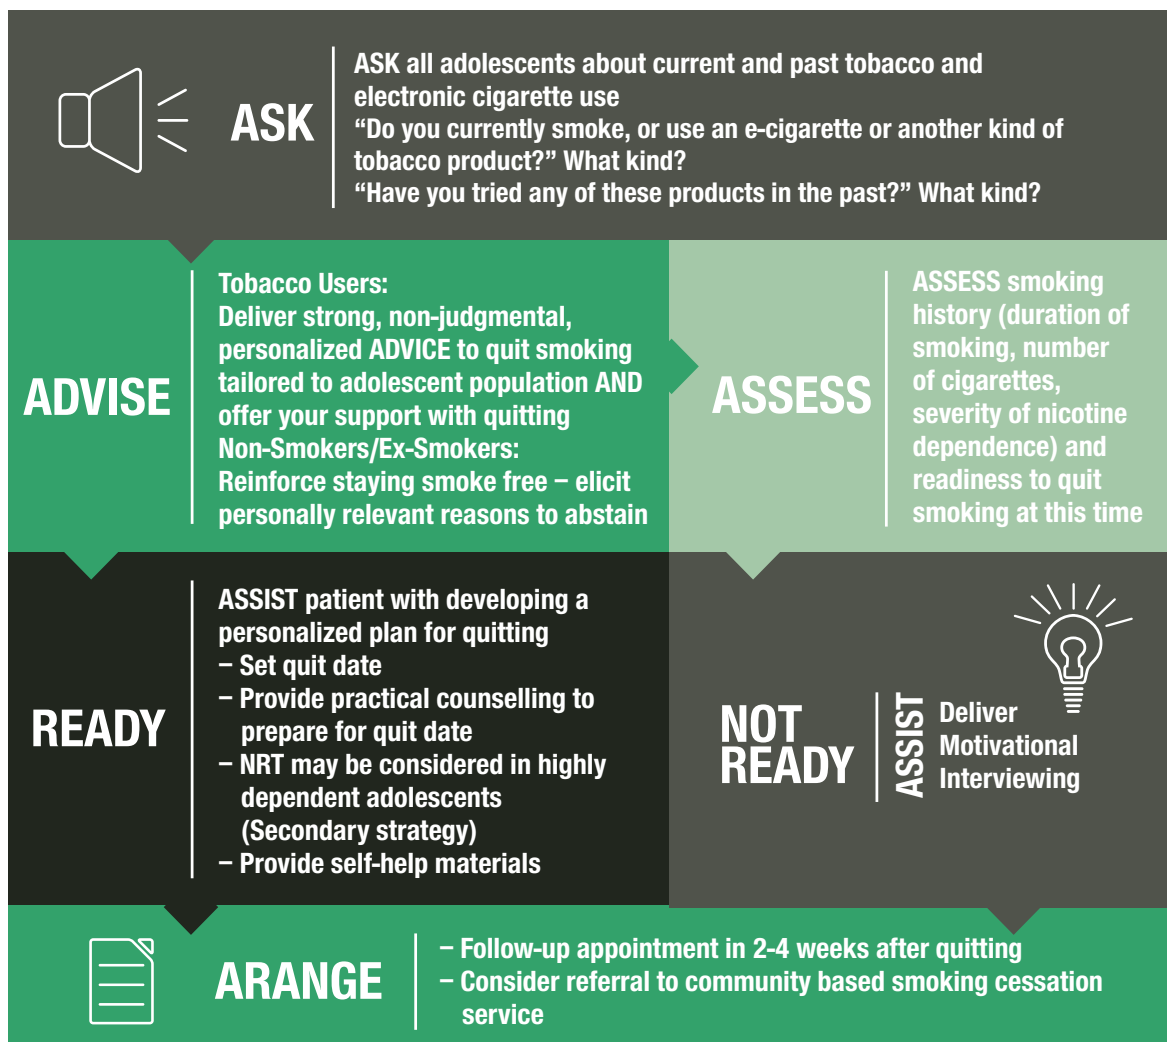 ASK
ASK all adolescents about current and past tobacco and
electronic cigarette use
“Do you currently smoke, or use an e-cigarette or another kind of
tobacco product?” What kind?
“Have you tried any of these products in the past?” What kind?
ADVISE
Tobacco Users:
Deliver strong, non-judgmental,
personalized ADVICE to quit smoking
tailored to adolescent population AND
offer your support with quitting
Non-Smokers/Ex-Smokers:
Reinforce staying smoke free – elicit
personally relevant reasons to abstain
ASSESS
ASSESS smoking
history (duration of
smoking, number
of cigarettes,
severity of nicotine
dependence) and
readiness to quit
smoking at this time
READY
ASSIST patient with developing a
personalized plan for quitting
– Set quit date
– Provide practical counselling to
prepare for quit date
– NRT may be considered in highly
dependent adolescents
(Secondary strategy)
– Provide self-help materials
NOT
READY
ASSIST
Deliver
Motivational
Interviewing
ARANGE
– Follow-up appointment in 2-4 weeks after quitting
– Consider referral to community based smoking cessation
service